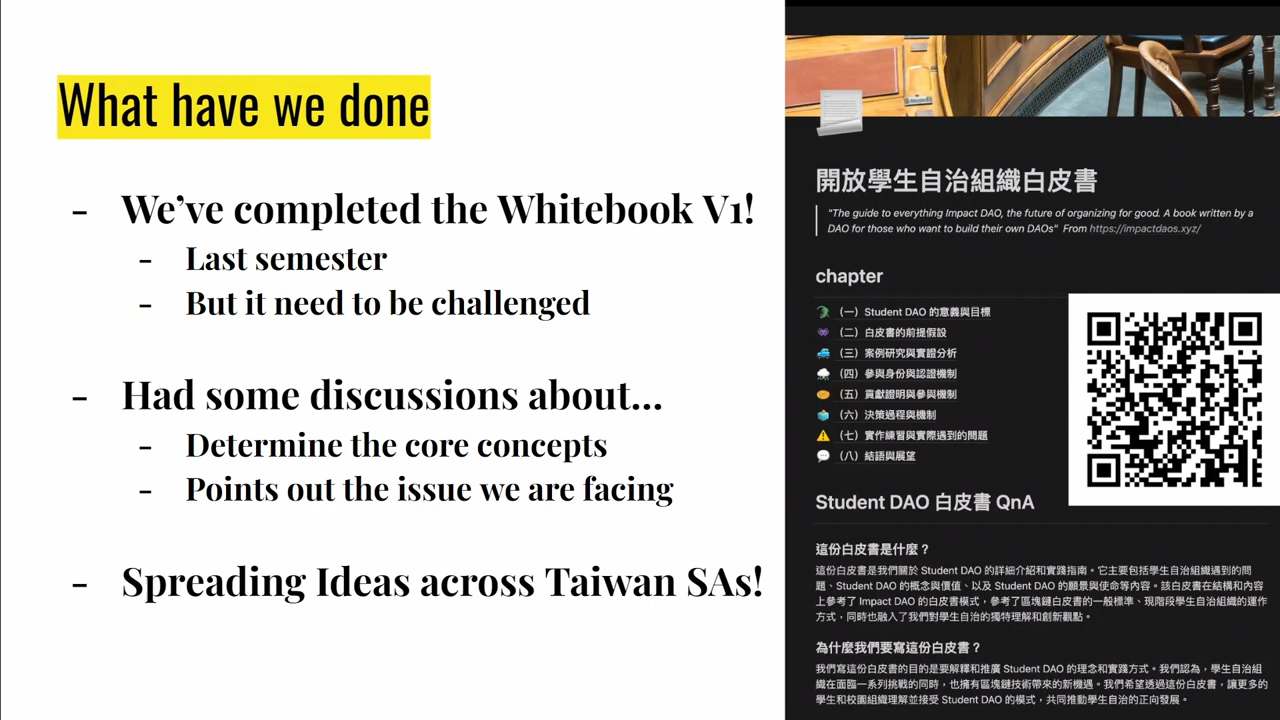 What have we done
- We've completed the Whitebook V1!
- Last semester
- But it need to be challenged
- Had some discussions about...
- Determine the core concepts
- Points out the issue we are facing
- Spreading Ideas across Taiwan SAs!
開放學生自治組織白皮書
"The guide to everything Impact DAO, the future of organizing for good. A book written by a
DAO for those who want to build their own DAOs" From https://impactdaos.xyz/
chapter
（一）Student DAO 的意義與目標
（二）白皮書的前提假設
（三）案例研究與實證分析
（四）參與身份與認證機制
（五）貢獻證明與參與機制
（六）決策過程與機制
（七）實作練習與實際遇到的問題
（八）結語與展望
Student DAO 白皮書 QnA
這份白皮書是什麼？
這份白皮書是我們關於 Student DAO 的詳細介紹和實踐指南。它主要包括學生自治組織遇到的問
題、Student DAO 的概念與價值、以及 Student DAO 的願景與使命等內容。該白皮書在結構和內容
上參考了 Impact DAO 的白皮書模式，參考了區塊鏈白皮書的一般標準、現階段學生自治組織的運作
方式，同時也融入了我們對學生自治的獨特理解和創新觀點。
為什麼我們要寫這份白皮書？
我們寫這份白皮書的目的是要解釋和推廣 Student DAO 的理念和實踐方式。我們認為，學生自治組
織在面臨一系列挑戰的同時，也擁有區塊鏈技術帶來的新機遇。我們希望透過這份白皮書，讓更多的
學生和校園組織理解並接受 Student DAO 的模式，共同推動學生自治的正向發展。